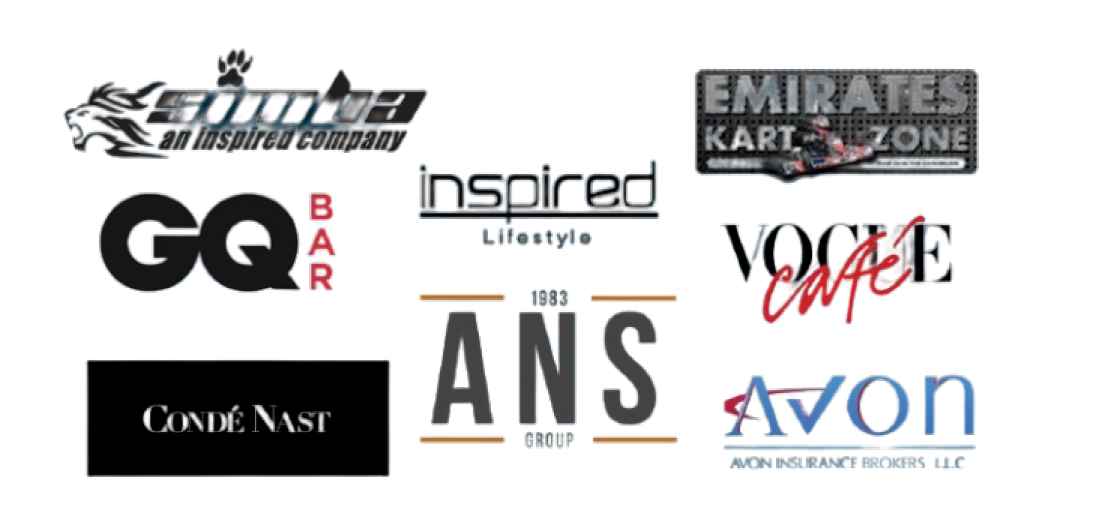 simba
an inspired company
EMIRATES
KART ZONE
inspired
Lifestyle
GQ
BAR
VOGUE
café
1983
ANS
GROUP
CONDÉ NAST
AVON
AVON INSURANCE BROKERS LLC